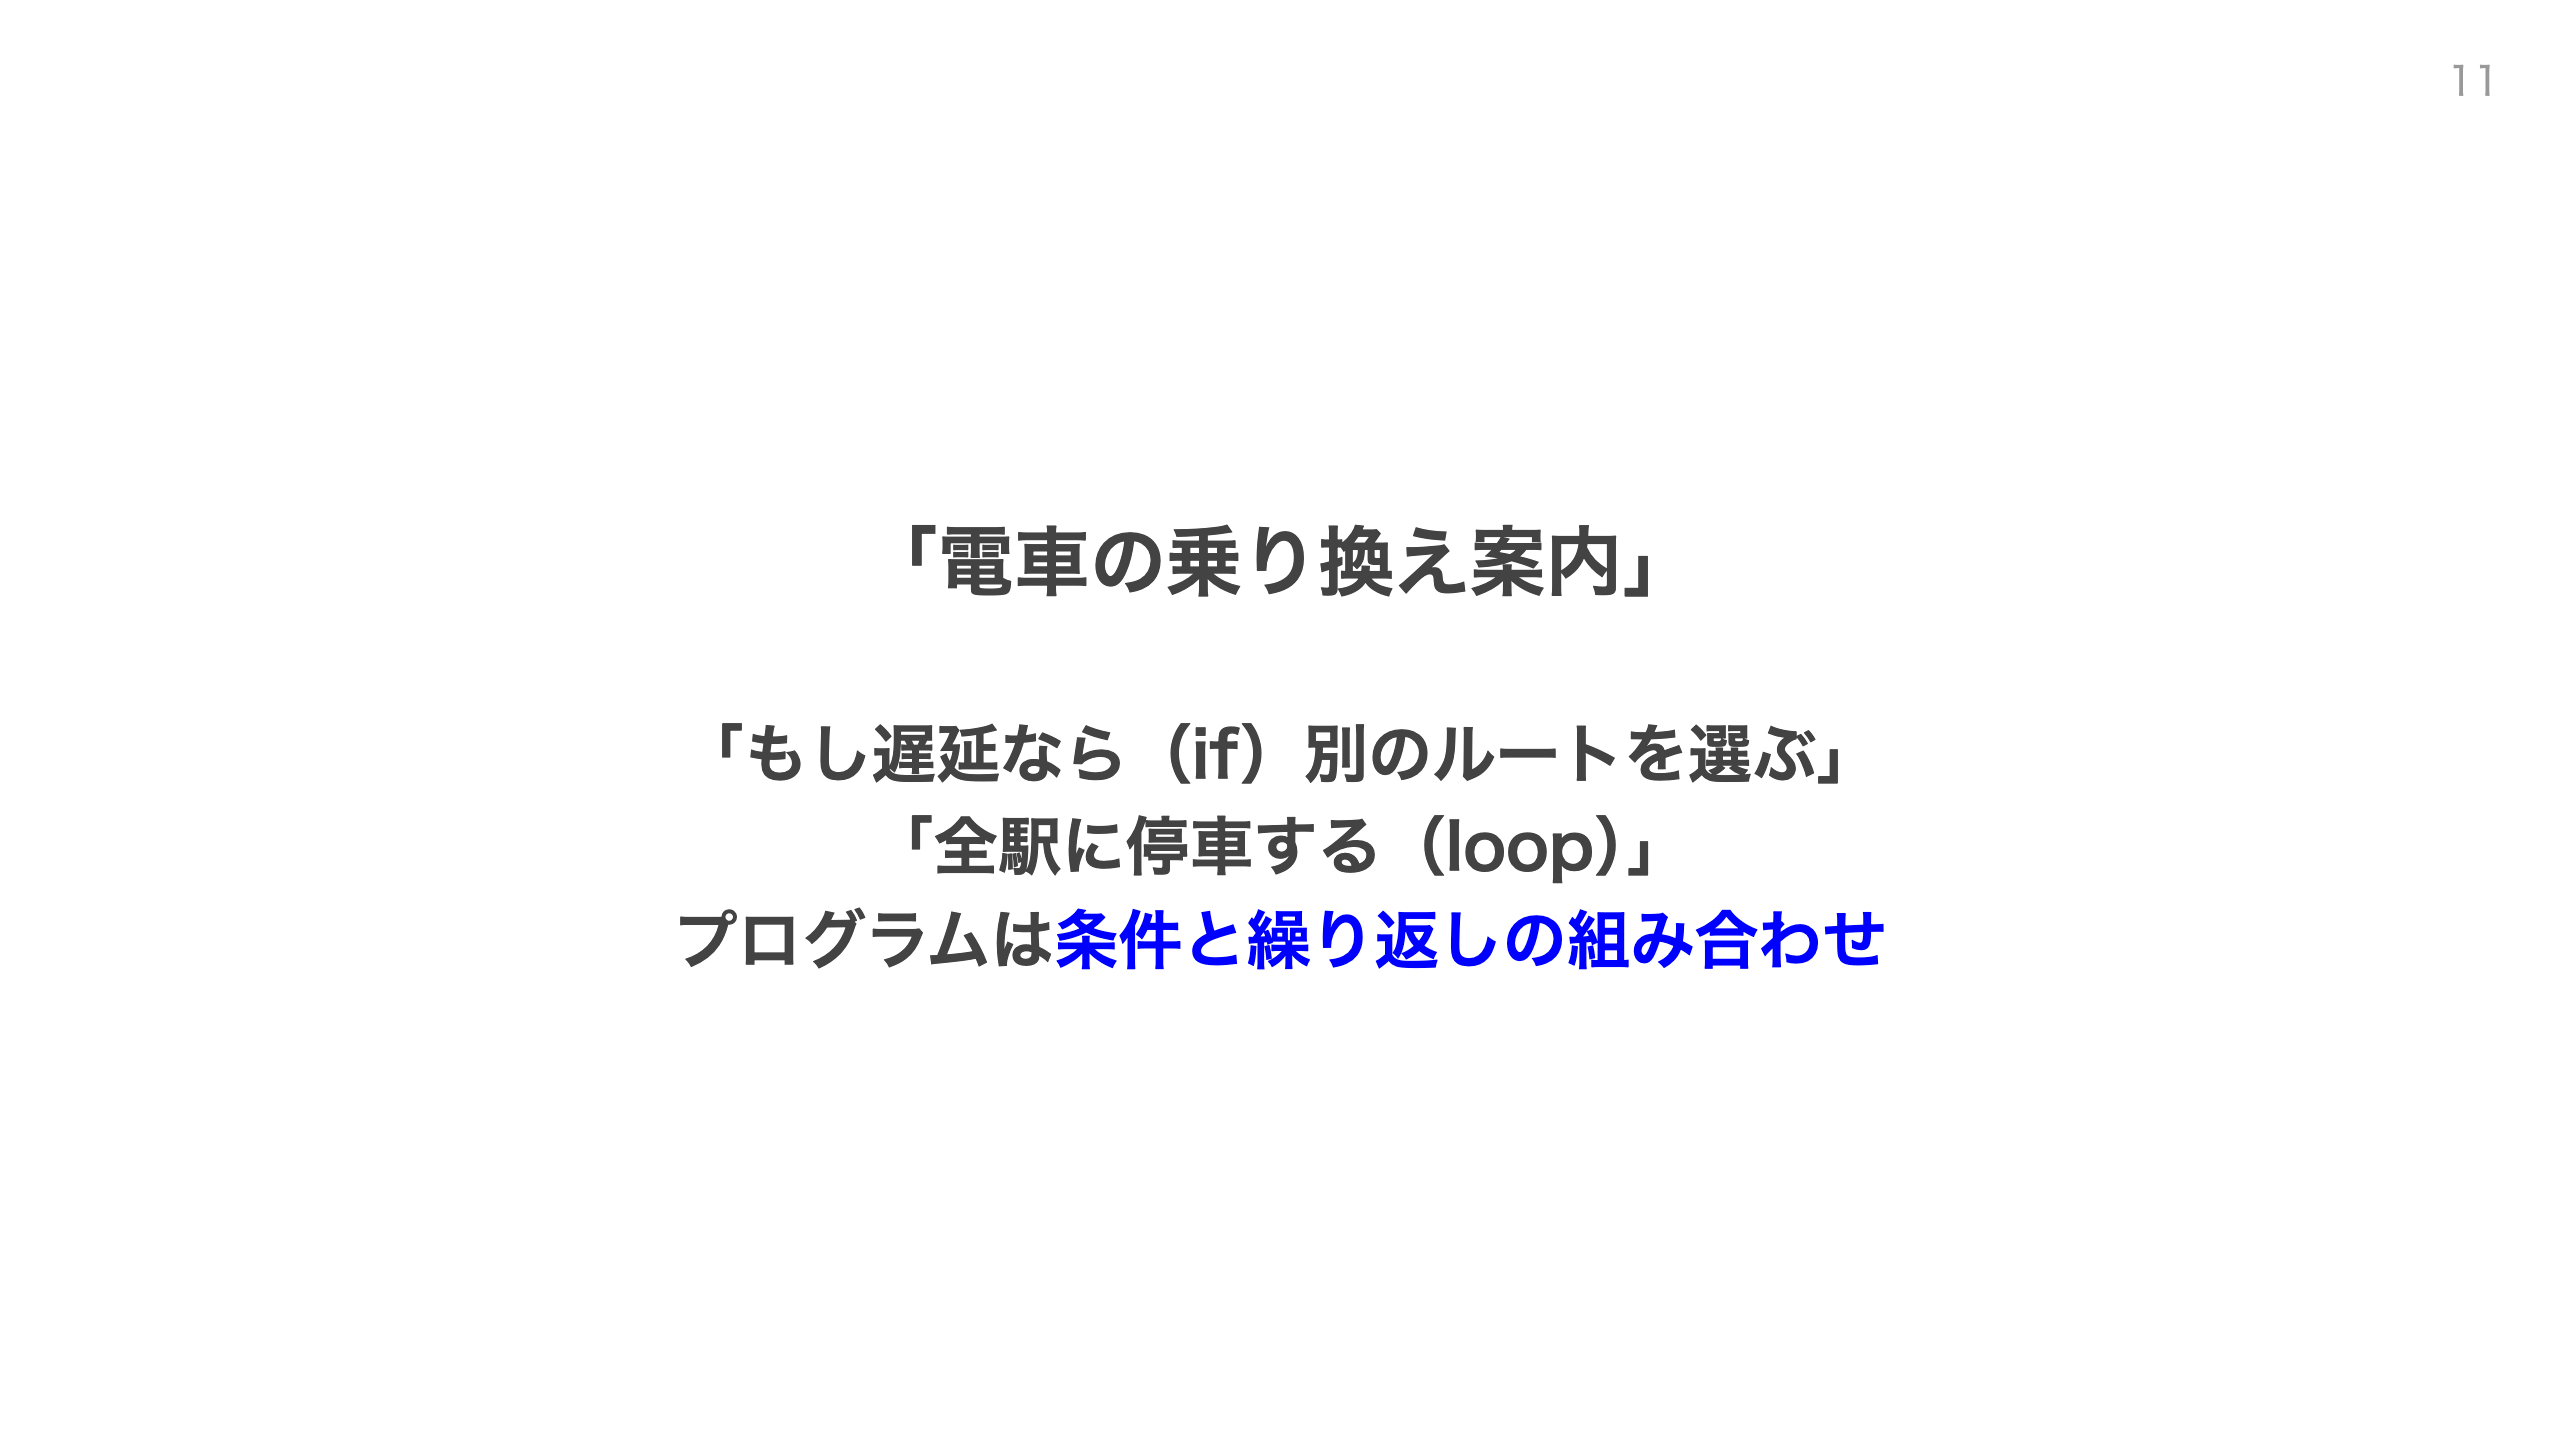 11
「電車の乗り換え案内」
「もし遅延なら（if）別のルートを選ぶ」
「全駅に停車する（loop）」
プログラムは条件と繰り返しの組み合わせ